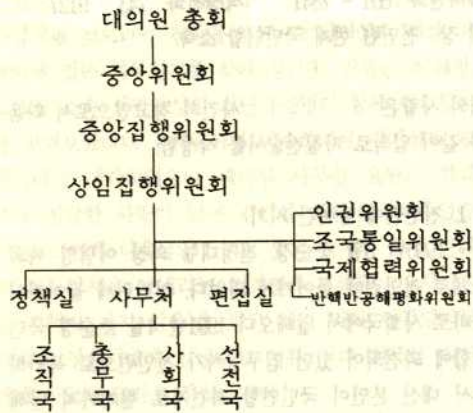 대의원 총회
중앙위원회
중앙집행위원회
상임집행위원회
인권위원회
조국통일위원회
국제협력위원회
반핵반공해평화위원회
정책실 사무처 편집실
조직국 총무국 사회국 선전국